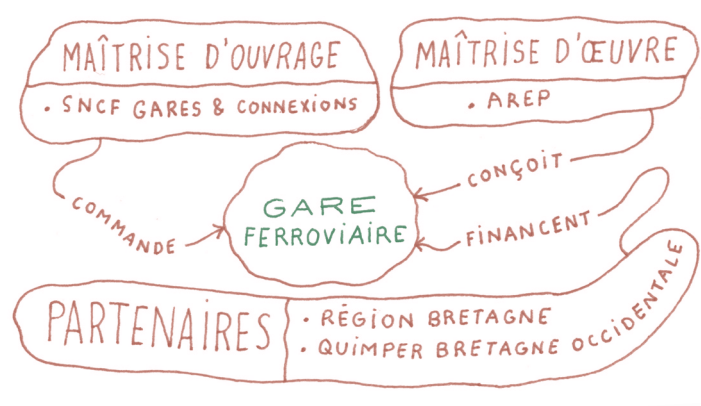 MAÎTRISE D'OUVRAGE
• SNCF GARES & CONNEXIONS
MAÎTRISE D'ŒUVRE
• AREP
COMMANDE
CONÇOIT
FINANCENT
GARE
FERROVIAIRE
PARTENAIRES
• RÉGION BRETAGNE
• QUIMPER BRETAGNE OCCIDENTALE